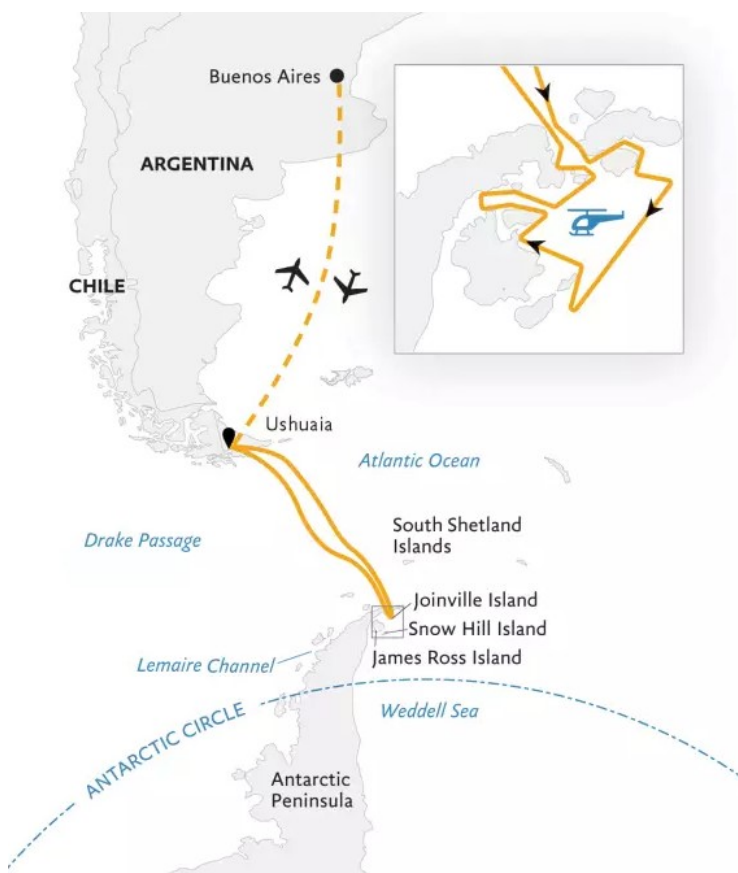 Buenos Aires
ARGENTINA
CHILE
Ushuaia
Atlantic Ocean
Drake Passage
South Shetland
Islands
Joinville Island
Snow Hill Island
James Ross Island
Lemaire Channel
Weddell Sea
ANTARCTIC CIRCLE
Antarctic
Peninsula